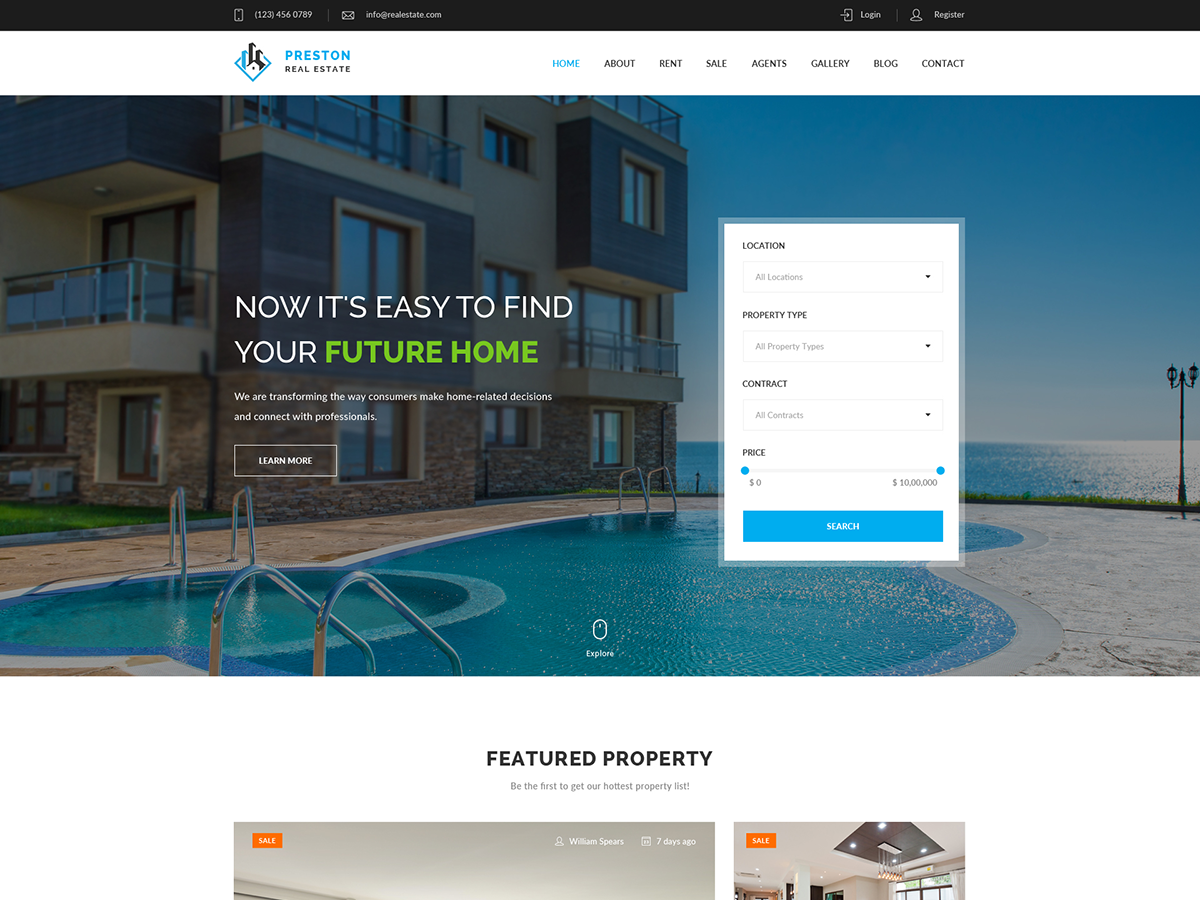 (123) 456 0789
info@realestate.com
Login
Register
PRESTON
REAL ESTATE
HOME
ABOUT
RENT
SALE
AGENTS
GALLERY
BLOG
CONTACT
NOW IT'S EASY TO FIND
YOUR FUTURE HOME
We are transforming the way consumers make home-related decisions
and connect with professionals.
LEARN MORE
LOCATION
All Locations
PROPERTY TYPE
All Property Types
CONTRACT
All Contracts
PRICE
$ 0
$ 10,00,000
SEARCH
Explore
FEATURED PROPERTY
Be the first to get our hottest property list!
SALE
William Spears
7 days ago
SALE